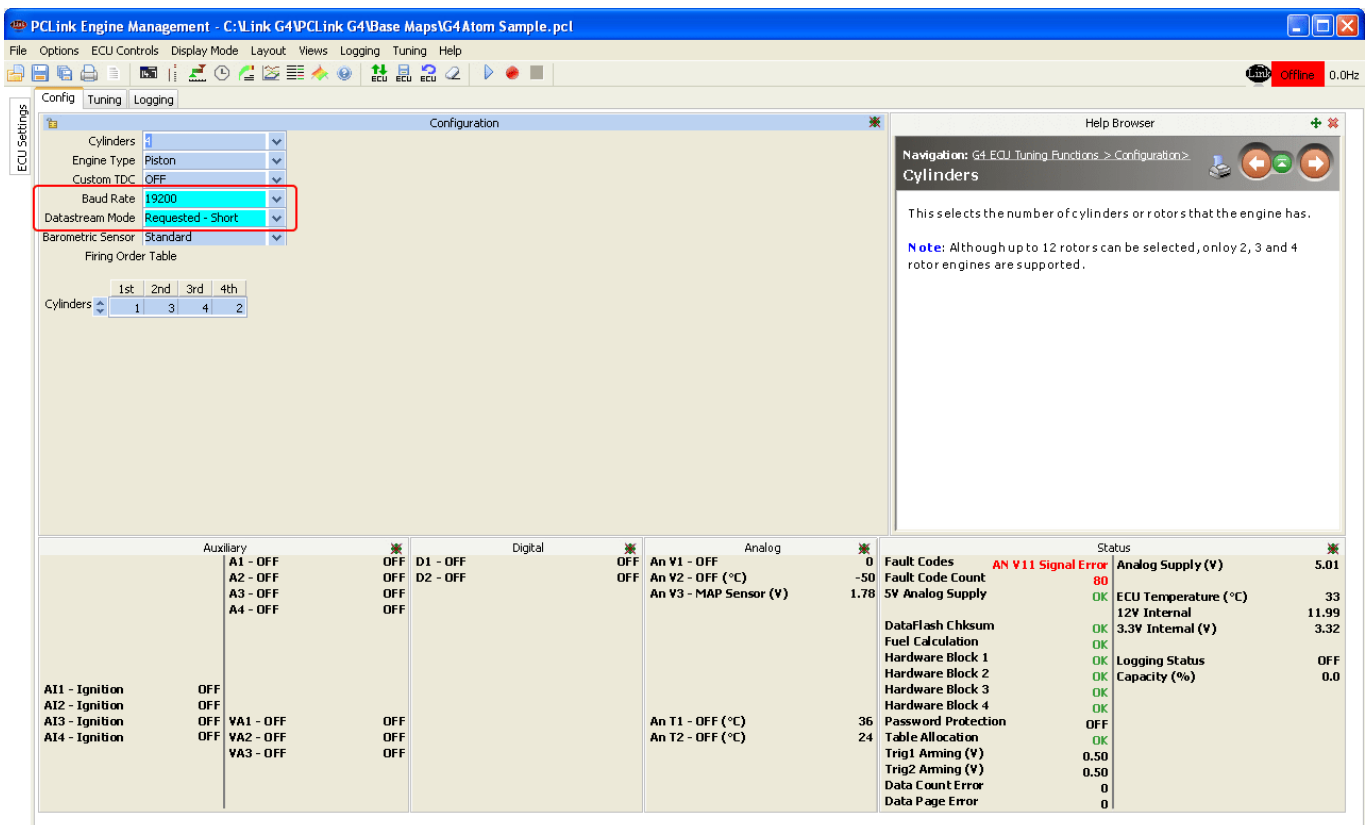 PCLink Engine Management - C:\Link G4\PCLink G4\Base Maps\G4Atom Sample.pcl
File Options ECU Controls Display Mode Layout Views Logging Tuning Help
ECU ECU ECU
Link Offline 0.0Hz
ECU Settings
Config Tuning Logging
Configuration
Cylinders 4
Engine Type Piston
Custom TDC OFF
Baud Rate 19200
Datastream Mode Requested - Short
Barometric Sensor Standard
Firing Order Table
1st 2nd 3rd 4th
Cylinders 1 3 4 2
Help Browser
Navigation: G4 ECU Tuning Functions > Configuration>
Cylinders
This selects the number of cylinders or rotors that the engine has.
Note: Although up to 12 rotors can be selected, onloy 2, 3 and 4
rotor engines are supported.
Auxiliary
A1 - OFF OFF
A2 - OFF OFF
A3 - OFF OFF
A4 - OFF OFF
AI1 - Ignition OFF
AI2 - Ignition OFF
AI3 - Ignition OFF VA1 - OFF OFF
AI4 - Ignition OFF VA2 - OFF OFF
VA3 - OFF OFF
Digital
D1 - OFF OFF
D2 - OFF OFF
Analog
An V1 - OFF 0
An V2 - OFF (°C) -50
An V3 - MAP Sensor (V) 1.78
An T1 - OFF (°C) 36
An T2 - OFF (°C) 24
Status
Fault Codes AN V11 Signal Error
Fault Code Count 80
5V Analog Supply OK
DataFlash Chksum OK
Fuel Calculation OK
Hardware Block 1 OK
Hardware Block 2 OK
Hardware Block 3 OK
Hardware Block 4 OK
Password Protection OFF
Table Allocation OK
Trig1 Arming (V) 0.50
Trig2 Arming (V) 0.50
Data Count Error 0
Data Page Error 0
Analog Supply (V) 5.01
ECU Temperature (°C) 33
12V Internal 11.99
3.3V Internal (V) 3.32
Logging Status OFF
Capacity (%) 0.0